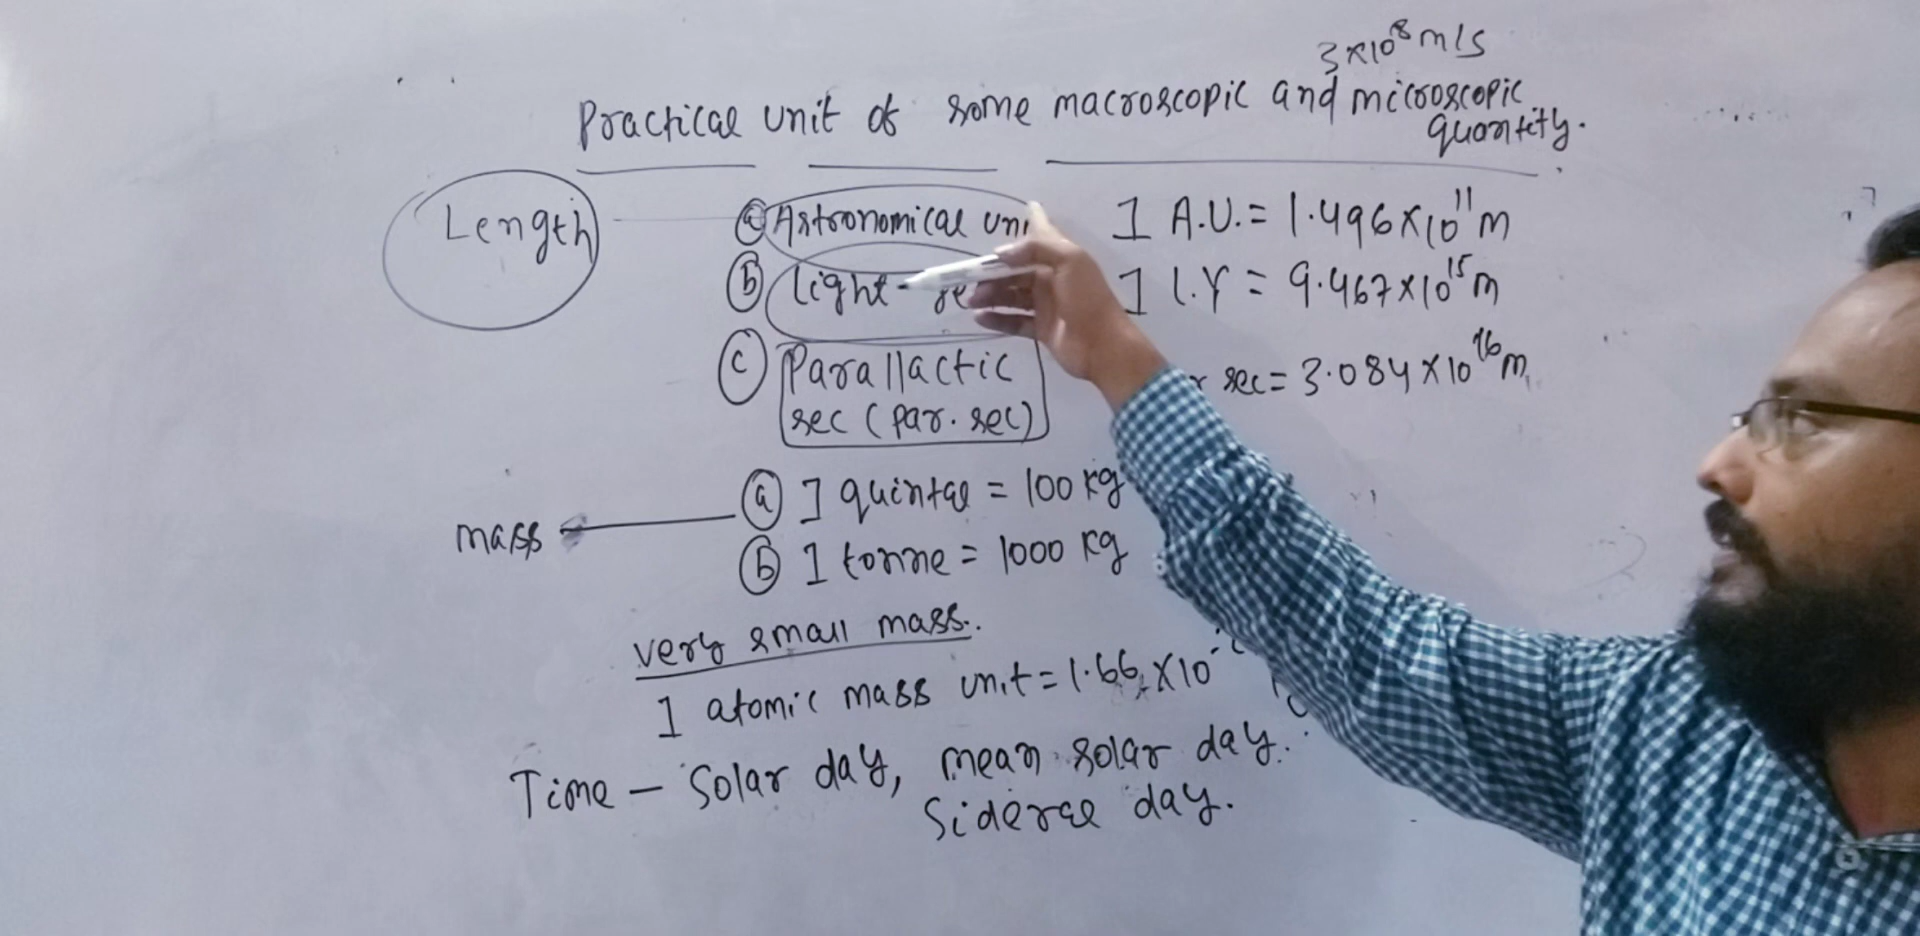 3×10⁸ m/s
Practical unit of some macroscopic and microscopic
quantity.
Length
(a) Astronomical 1 A.U. = 1.496×10¹¹ m
(b) Light- 1 L.Y = 9.467×10¹⁵ m
(c) Parallactic
sec (par. sec) sec = 3.084×10¹⁶ m
mass
(a) 1 quintal = 100 kg
(b) 1 tonne = 1000 kg
very small mass.
1 atomic mass unit = 1.66×10
Time – Solar day, mean solar day.
Sidereal day.